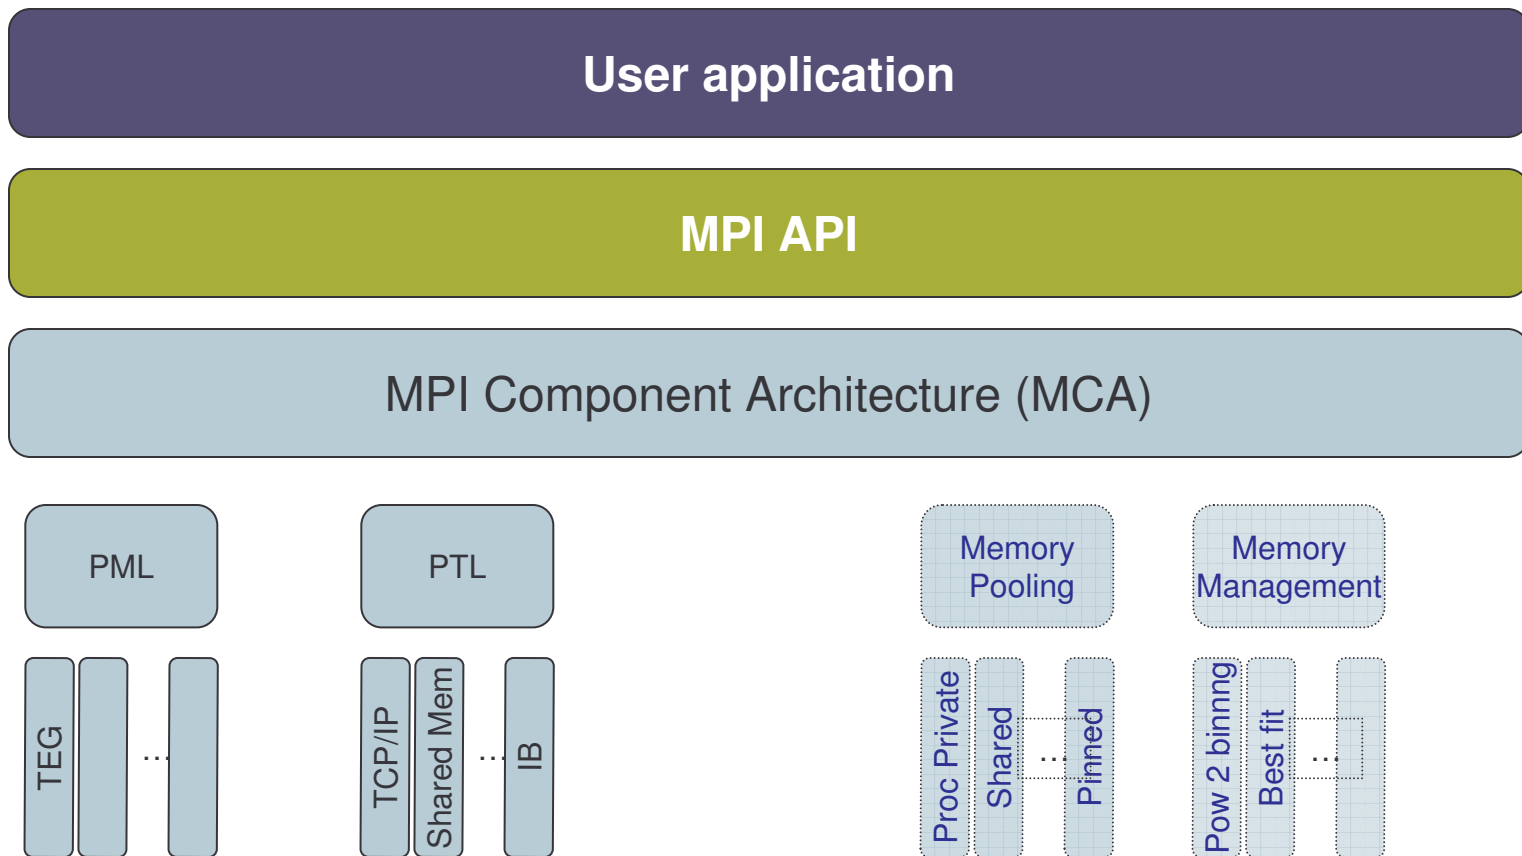 User application
MPI API
MPI Component Architecture (MCA)
PML
PTL
Memory
Pooling
Memory
Management
TEG
...
TCP/IP
Shared Mem
...
IB
Proc Private
Shared
...
Pinned
Pow 2 binnng
Best fit
...